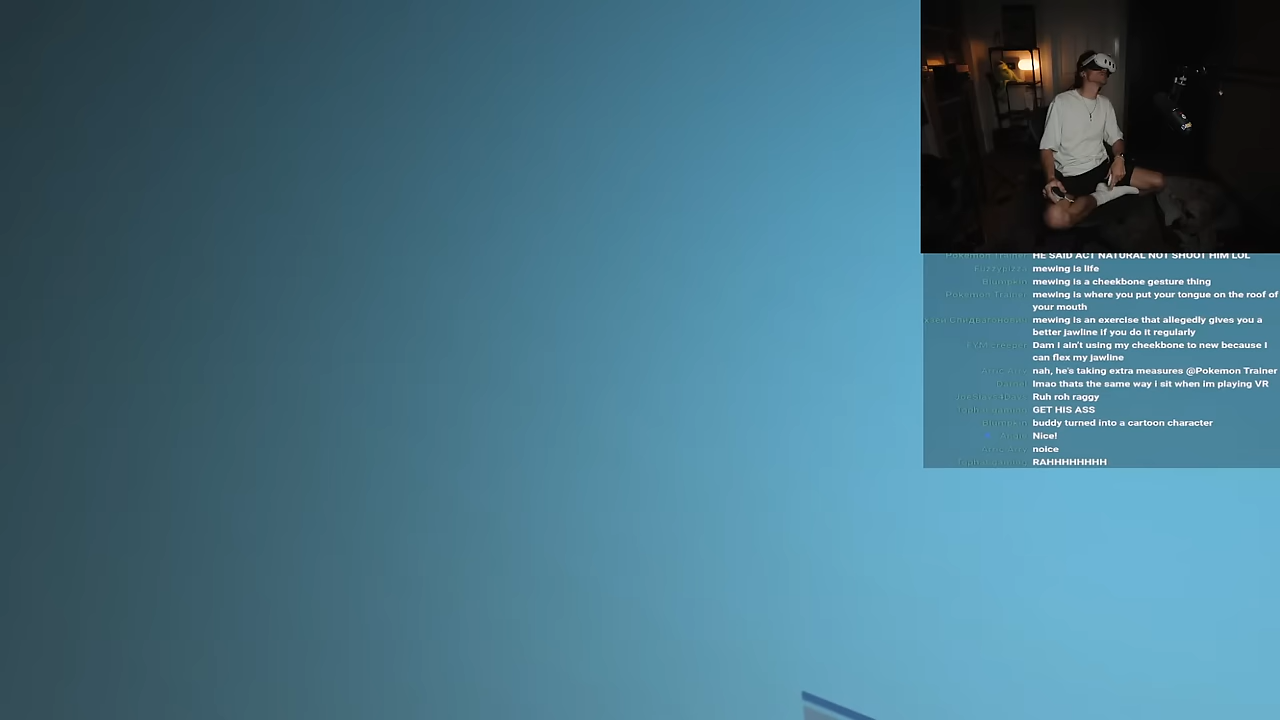 HE SAID ACT NATURAL NOT SHOOT HIM LOL
mewing is life
mewing is a cheekbone gesture thing
Pokemon Trainer mewing is where you put your tongue on the roof of
your mouth
mewing is an exercise that allegedly gives you a
better jawline if you do it regularly
Dam I ain't using my cheekbone to new because I
can flex my jawline
nah, he's taking extra measures @Pokemon Trainer
lmao thats the same way i sit when im playing VR
Ruh roh raggy
GET HIS ASS
buddy turned into a cartoon character
Nice!
noice
RAHHHHHHHH